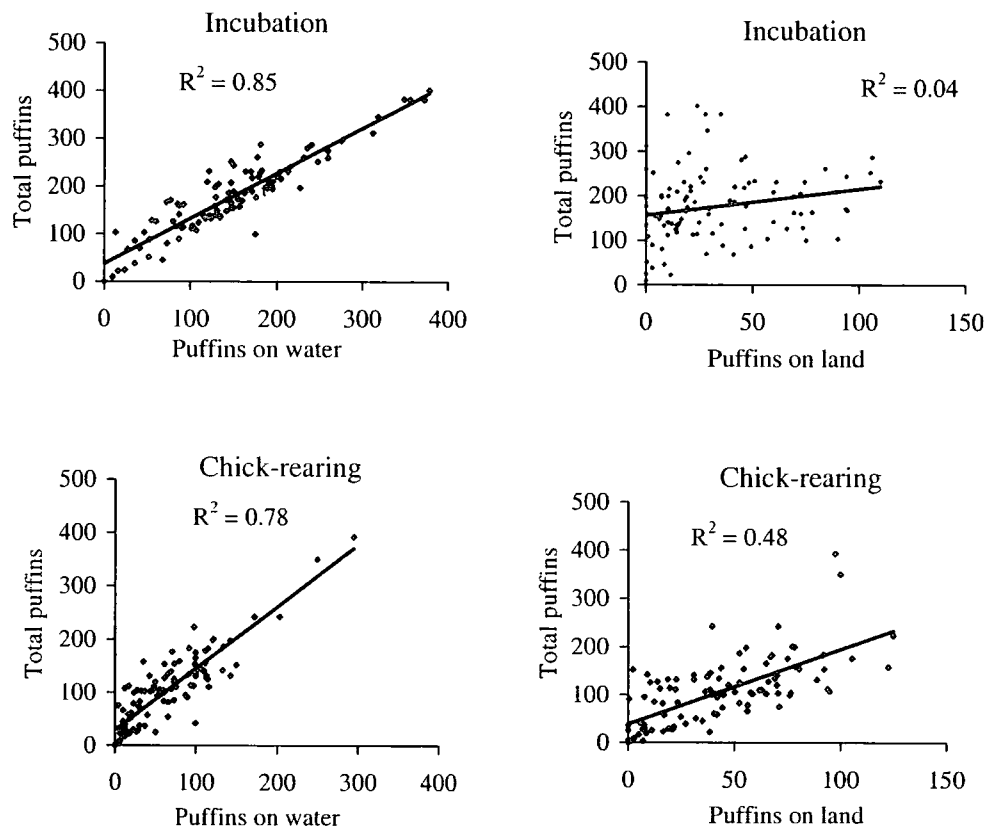 Incubation
R² = 0.85
Total puffins
500
400
300
200
100
0
0 100 200 300 400
Puffins on water
Incubation
R² = 0.04
Total puffins
500
400
300
200
100
0
0 50 100 150
Puffins on land
Chick-rearing
R² = 0.78
Total puffins
500
400
300
200
100
0
0 100 200 300 400
Puffins on water
Chick-rearing
R² = 0.48
Total puffins
500
400
300
200
100
0
0 50 100 150
Puffins on land